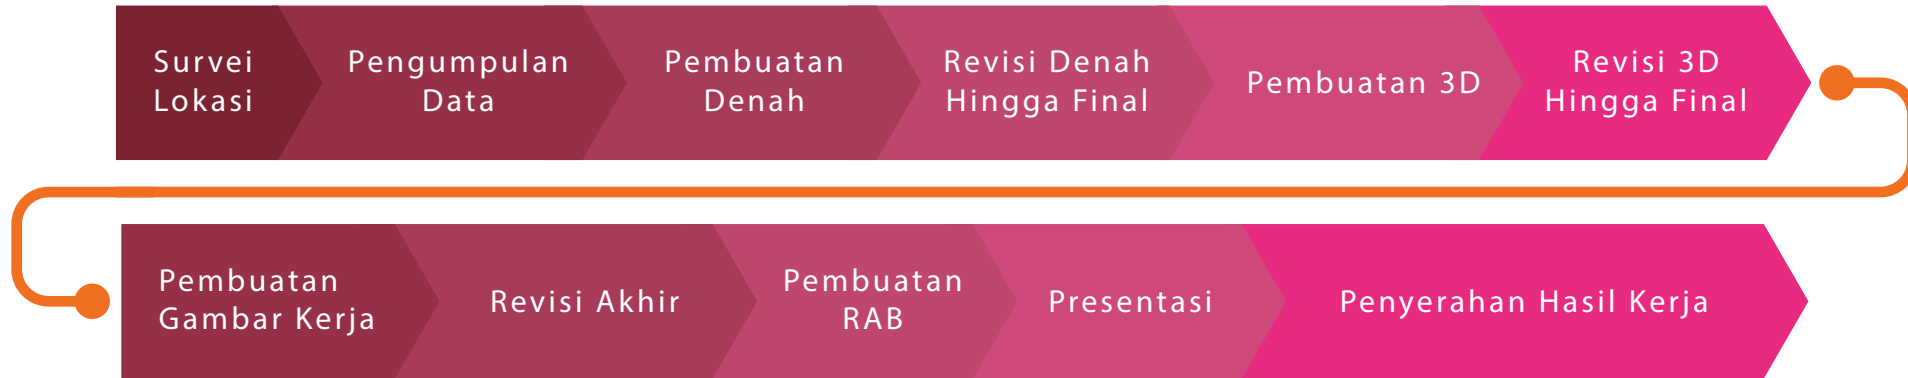 Survei
Lokasi
Pengumpulan
Data
Pembuatan
Denah
Revisi Denah
Hingga Final
Pembuatan 3D
Revisi 3D
Hingga Final
Pembuatan
Gambar Kerja
Revisi Akhir
Pembuatan
RAB
Presentasi
Penyerahan Hasil Kerja